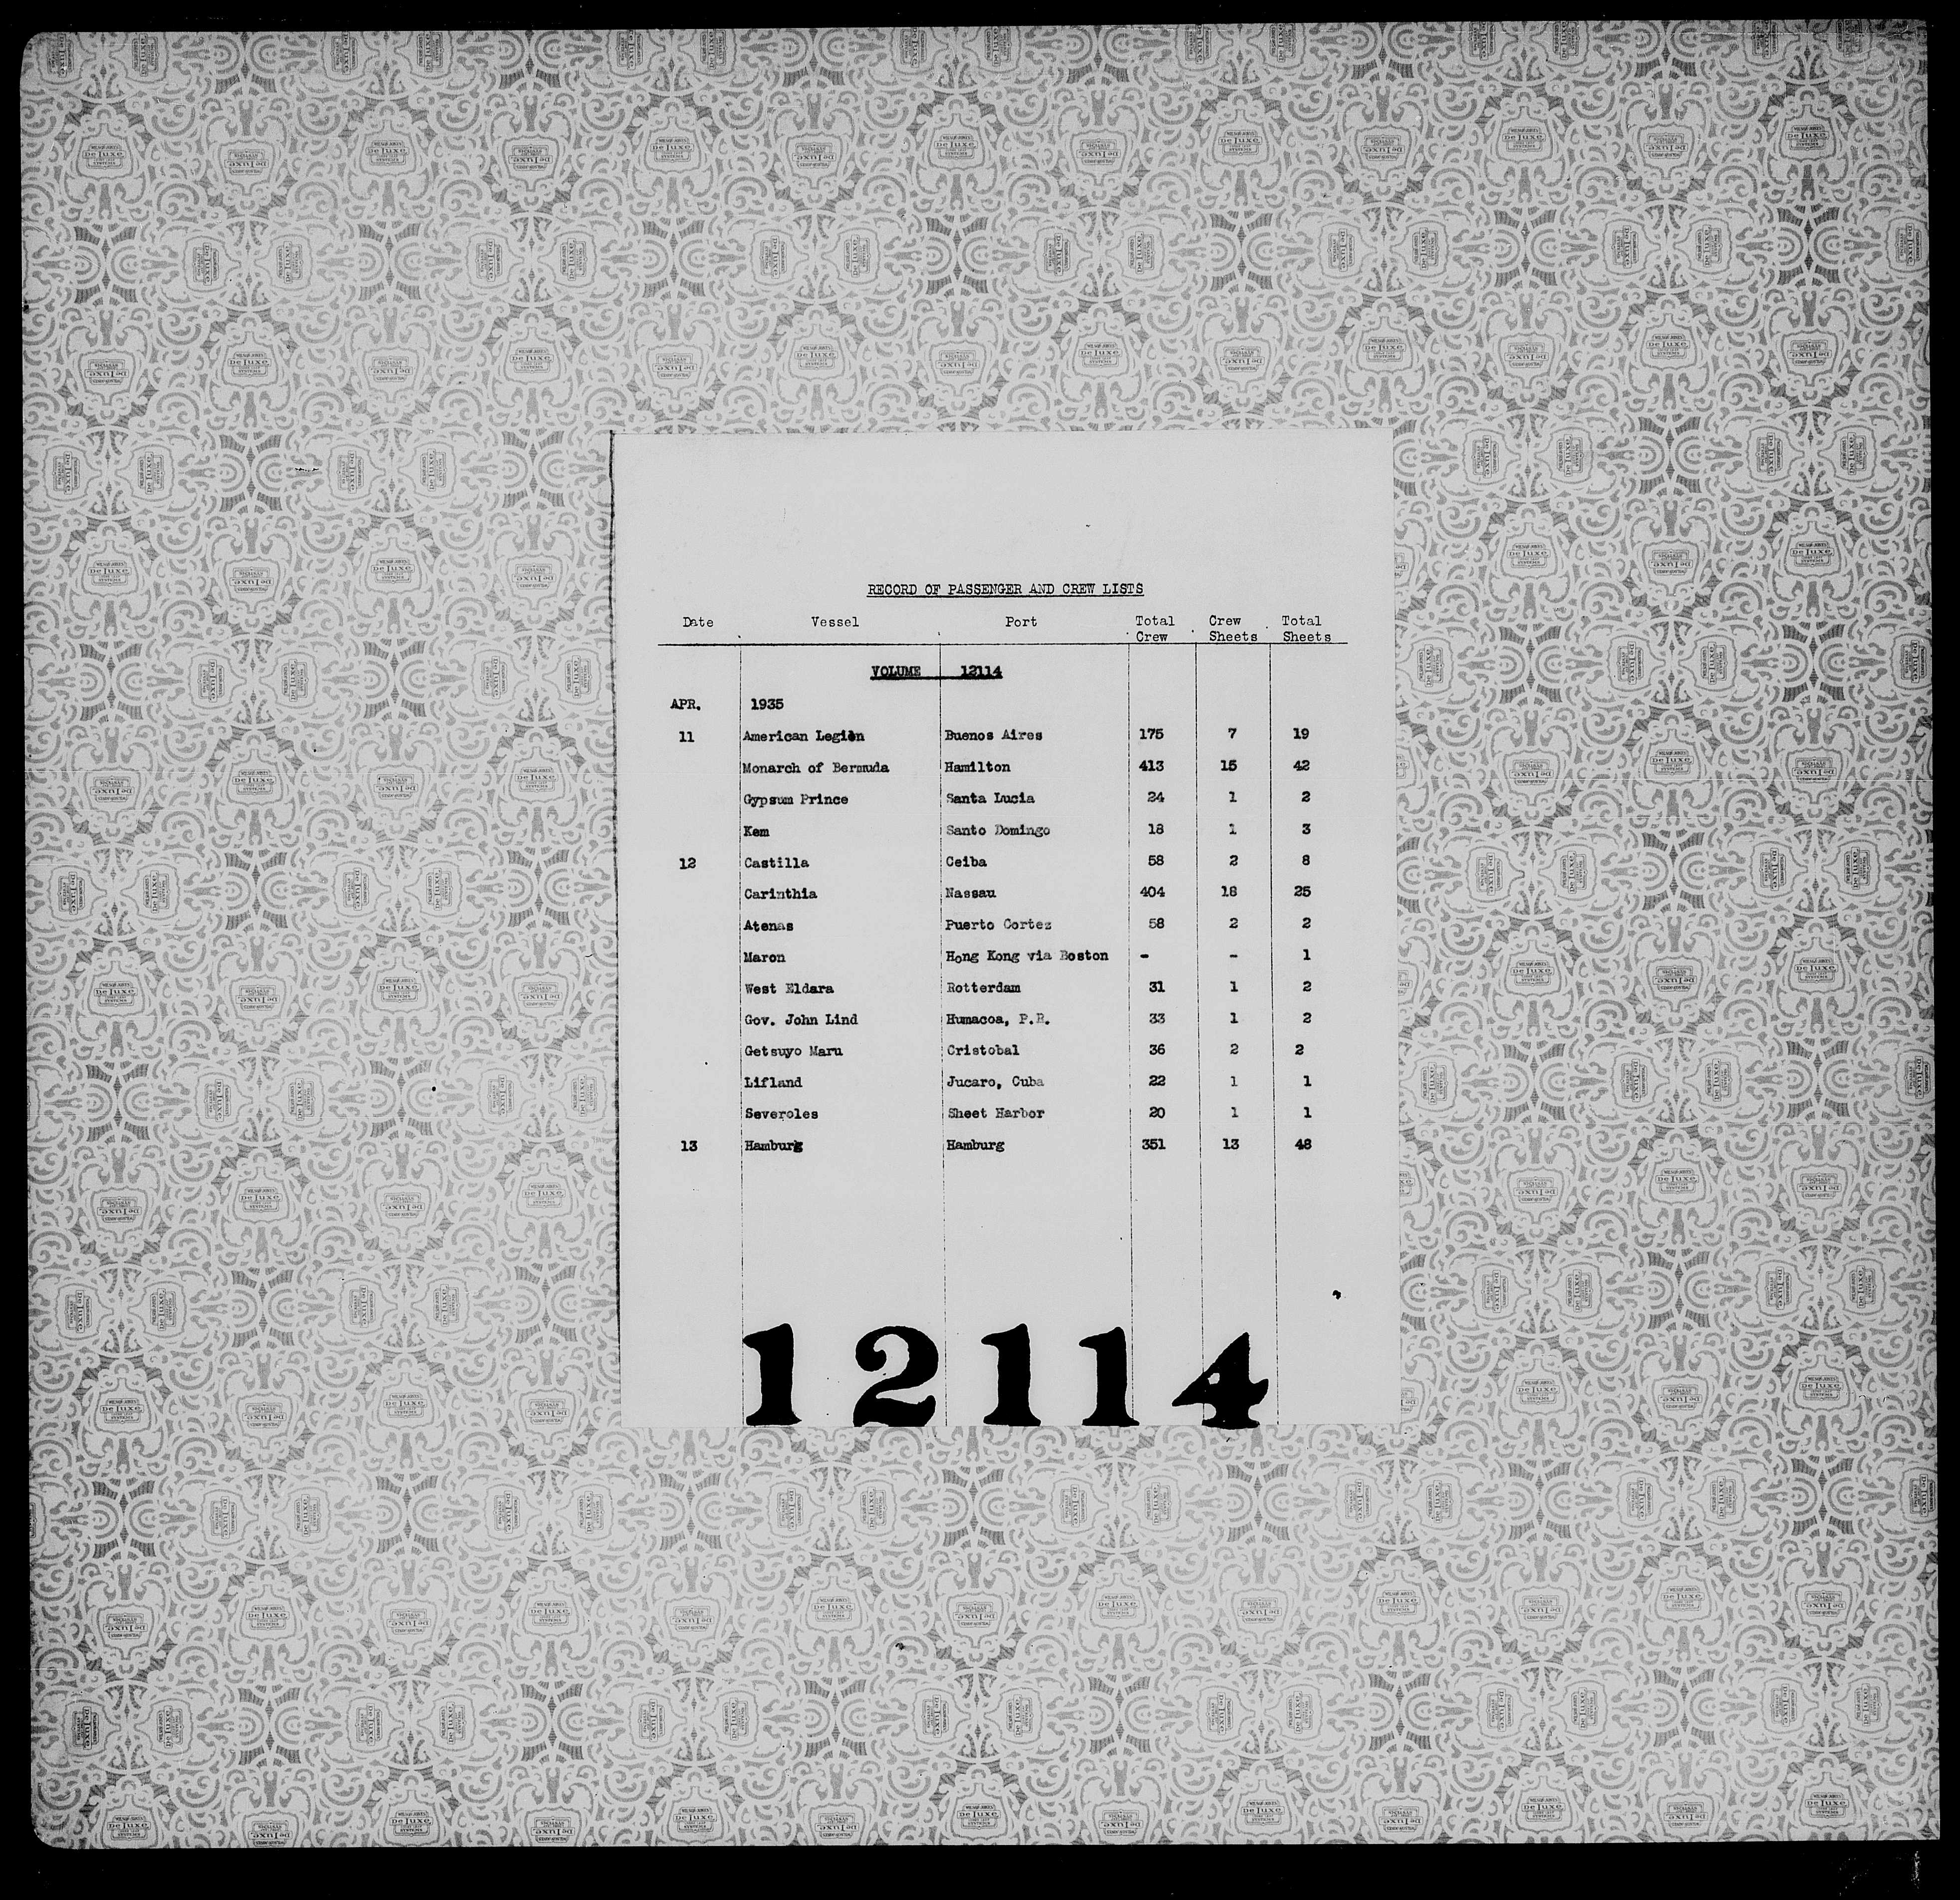 RECORD OF PASSENGER AND CREW LISTS
Date Vessel Port Total Crew Crew Sheets Total Sheets
VOLUME 12114
APR. 1935
11 American Legion Buenos Aires 175 7 19
Monarch of Bermuda Hamilton 413 15 42
Gypsum Prince Santa Lucia 24 1 2
Kem Santo Domingo 18 1 3
12 Castilla Ceiba 58 2 8
Carinthia Nassau 404 16 25
Atenas Puerto Cortez 58 2 2
Maron Hong Kong via Boston - - 1
West Eldara Rotterdam 31 1 2
Gov. John Lind Humacoa, P.R. 33 1 2
Getsuyo Maru Cristobal 36 2 2
Lifland Jucaro, Cuba 22 1 1
Severoles Sheet Harbor 20 1 1
13 Hamburg Hamburg 351 13 48
12114